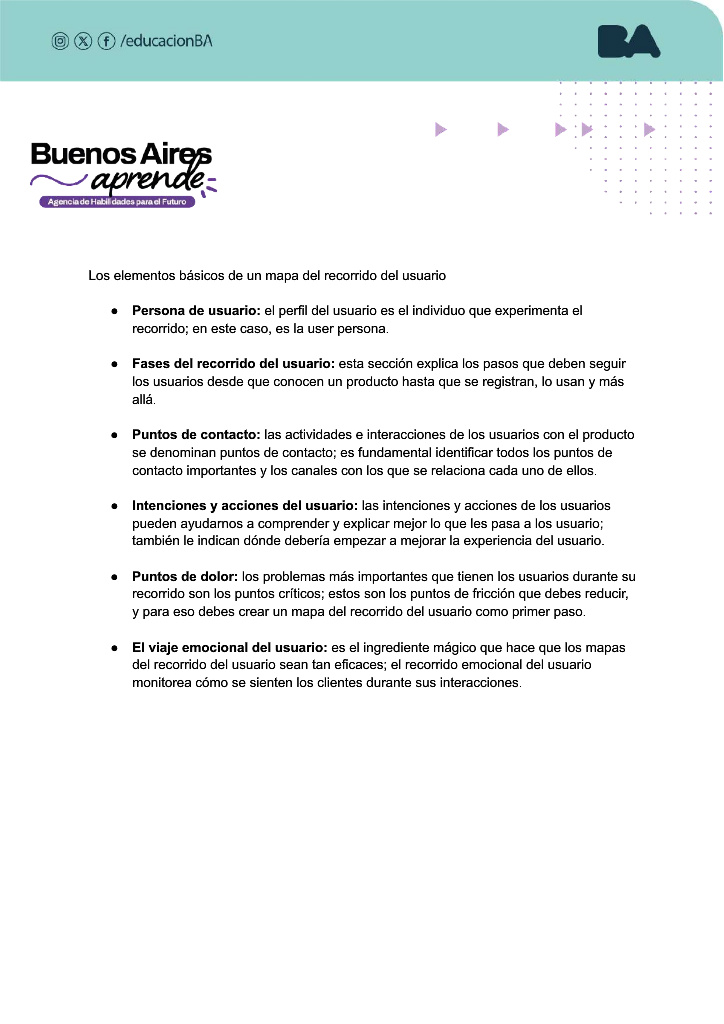 /educacionBA
BA
Buenos Aires
aprende
Agencia de Habilidades para el Futuro
Los elementos básicos de un mapa del recorrido del usuario
● Persona de usuario: el perfil del usuario es el individuo que experimenta el
recorrido; en este caso, es la user persona.
● Fases del recorrido del usuario: esta sección explica los pasos que deben seguir
los usuarios desde que conocen un producto hasta que se registran, lo usan y más
allá.
● Puntos de contacto: las actividades e interacciones de los usuarios con el producto
se denominan puntos de contacto; es fundamental identificar todos los puntos de
contacto importantes y los canales con los que se relaciona cada uno de ellos.
● Intenciones y acciones del usuario: las intenciones y acciones de los usuarios
pueden ayudarnos a comprender y explicar mejor lo que les pasa a los usuario;
también le indican dónde debería empezar a mejorar la experiencia del usuario.
● Puntos de dolor: los problemas más importantes que tienen los usuarios durante su
recorrido son los puntos críticos; estos son los puntos de fricción que debes reducir,
y para eso debes crear un mapa del recorrido del usuario como primer paso.
● El viaje emocional del usuario: es el ingrediente mágico que hace que los mapas
del recorrido del usuario sean tan eficaces; el recorrido emocional del usuario
monitorea cómo se sienten los clientes durante sus interacciones.